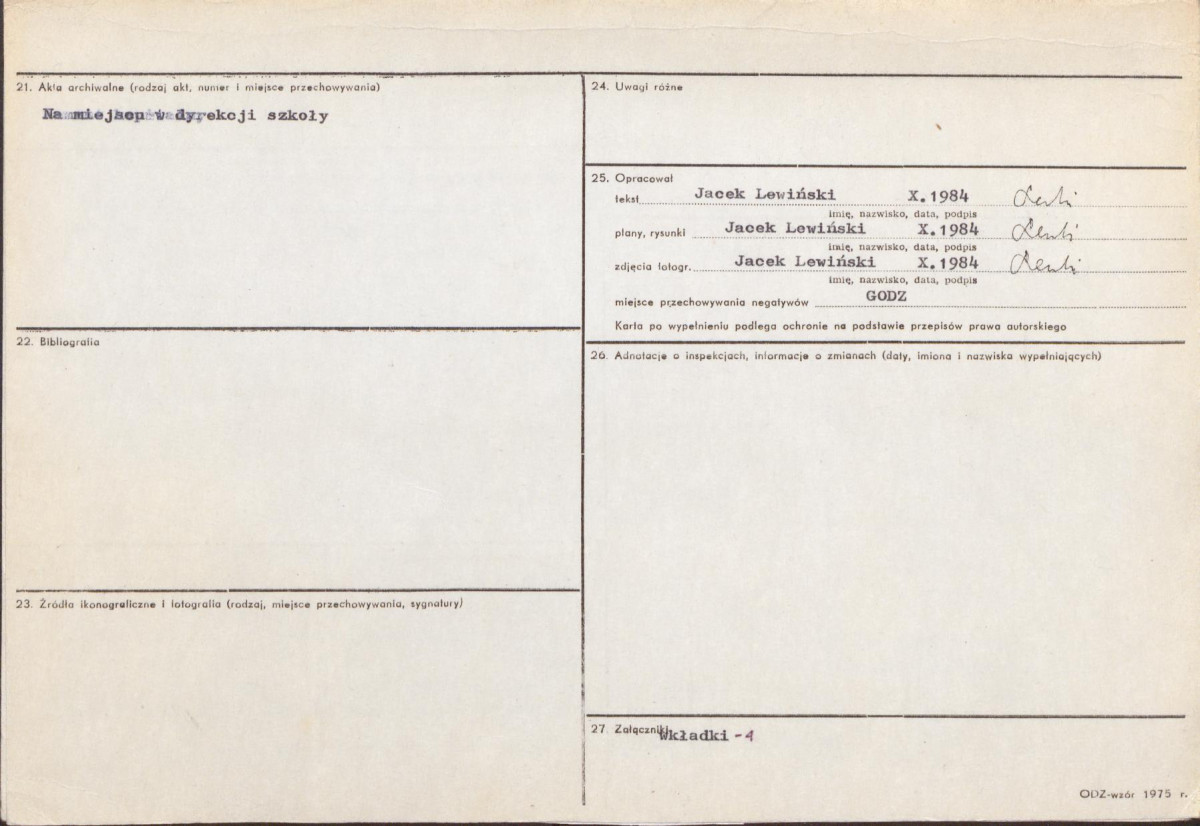 21. Akta archiwalne (rodzaj akt, numer i miejsce przechowywania)
Na miejscu w dyrekcji szkoły
22. Bibliografia
23. Źródła ikonograficzne i fotografia (rodzaj, miejsce przechowywania, sygnatury)
24. Uwagi różne
25. Opracował
tekst Jacek Lewiński X.1984
imię, nazwisko, data, podpis
plany, rysunki Jacek Lewiński X.1984
imię, nazwisko, data, podpis
zdjęcia fotogr. Jacek Lewiński X.1984
imię, nazwisko, data, podpis
miejsce przechowywania negatywów GODZ
Karta po wypełnieniu podlega ochronie na podstawie przepisów prawa autorskiego
26. Adnotacje o inspekcjach, informacje o zmianach (daty, imiona i nazwiska wypełniających)
27. Załączniki Wkładki - 1
ODZ-wzór 1975 r.